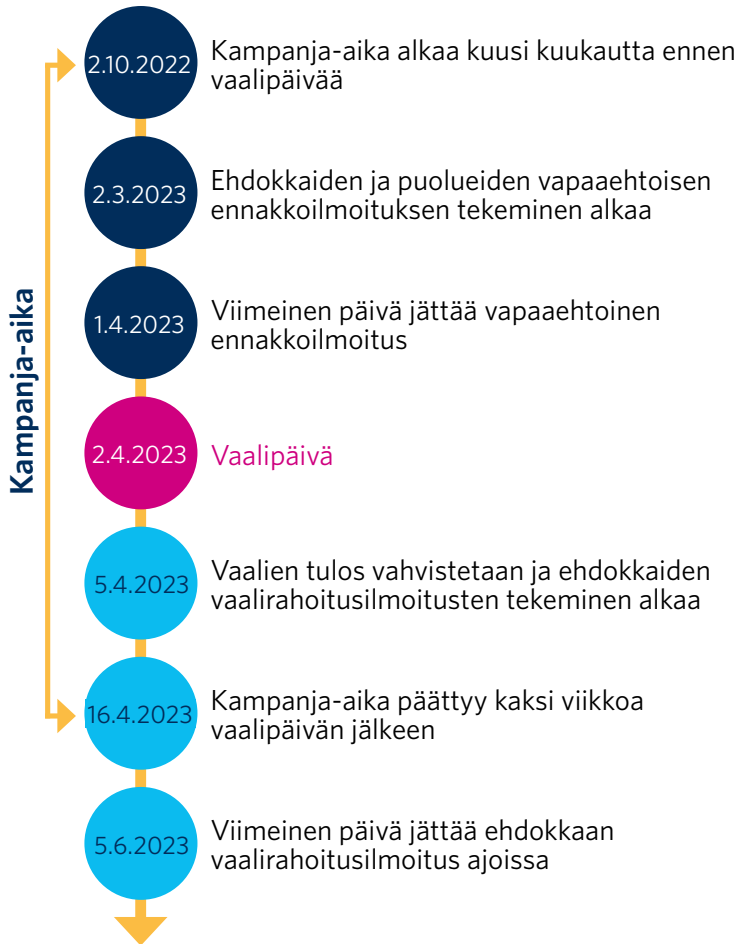 Kampanja-aika
2.10.2022
Kampanja-aika alkaa kuusi kuukautta ennen
vaalipäivää
2.3.2023
Ehdokkaiden ja puolueiden vapaaehtoisen
ennakkoilmoituksen tekeminen alkaa
1.4.2023
Viimeinen päivä jättää vapaaehtoinen
ennakkoilmoitus
2.4.2023
Vaalipäivä
5.4.2023
Vaalien tulos vahvistetaan ja ehdokkaiden
vaalirahoitusilmoitusten tekeminen alkaa
16.4.2023
Kampanja-aika päättyy kaksi viikkoa
vaalipäivän jälkeen
5.6.2023
Viimeinen päivä jättää ehdokkaan
vaalirahoitusilmoitus ajoissa